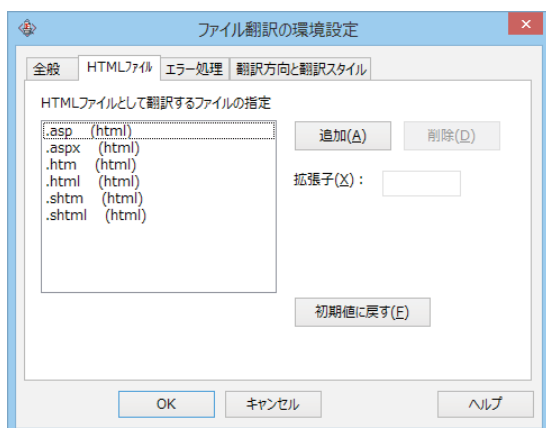 ファイル翻訳の環境設定
×
全般 HTMLファイル エラー処理 翻訳方向と翻訳スタイル
HTMLファイルとして翻訳するファイルの指定
.asp (html)
.aspx (html)
.htm (html)
.html (html)
.shtm (html)
.shtml (html)
追加(A) 削除(D)
拡張子(X):
初期値に戻す(F)
OK キャンセル ヘルプ